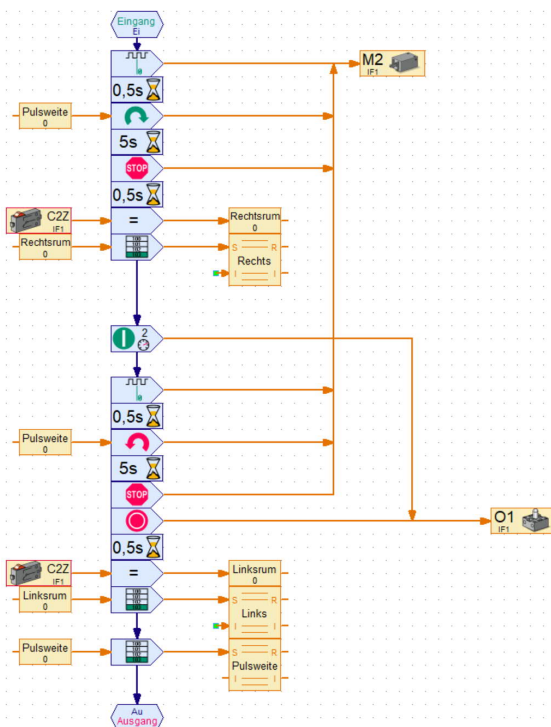 Eingang
Ei
M2
IF1
0,5s
Pulsweite
0
5s
STOP
0,5s
C2Z
IF1
=
Rechtsrum
0
Rechtsrum
0
S R
Rechts
I I
2
0,5s
Pulsweite
0
5s
STOP
O1
IF1
0,5s
C2Z
IF1
=
Linksrum
0
Linksrum
0
S R
Links
I I
Pulsweite
0
S R
Pulsweite
I I
Au
Ausgang